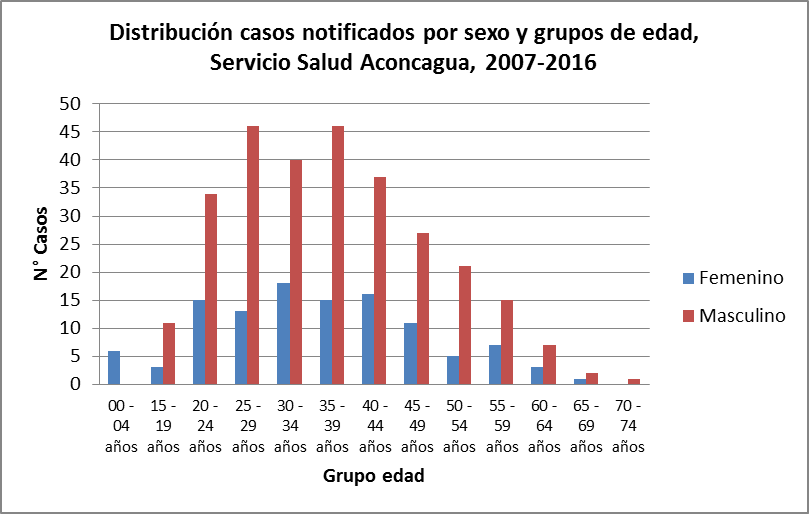 Distribución casos notificados por sexo y grupos de edad,
Servicio Salud Aconcagua, 2007-2016
50
45
40
35
30
25
20
15
10
5
0
N° Casos
00 - 04 años
15 - 19 años
20 - 24 años
25 - 29 años
30 - 34 años
35 - 39 años
40 - 44 años
45 - 49 años
50 - 54 años
55 - 59 años
60 - 64 años
65 - 69 años
70 - 74 años
Grupo edad
Femenino
Masculino